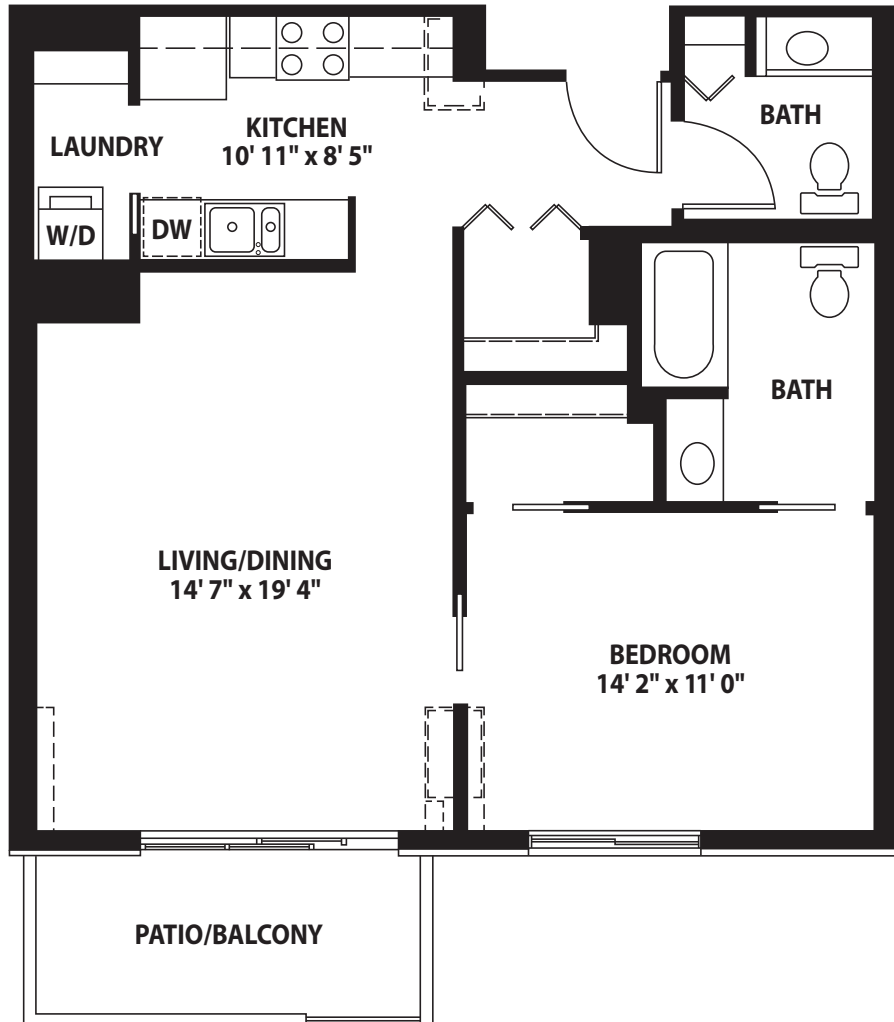 KITCHEN
10' 11" x 8' 5"
BATH
LAUNDRY
W/D
DW
BATH
LIVING/DINING
14' 7" x 19' 4"
BEDROOM
14' 2" x 11' 0"
PATIO/BALCONY